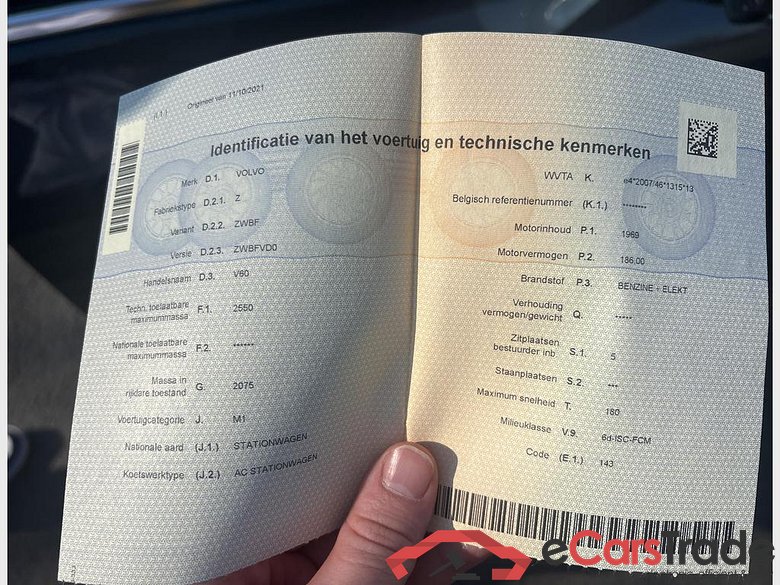 (L1)
Origineel van 11/10/2021
Identificatie van het voertuig en technische kenmerken
Merk D.1. VOLVO
Fabriekstype D.2.1. Z
Variant D.2.2. ZWBF
Versie D.2.3. ZWBFVD0
Handelsnaam D.3. V60
Techn. toelaatbare
maximummassa F.1. 2550
Nationale toelaatbare
maximummassa F.2. ------
Massa in
rijdare toestand G. 2075
Voertuigcategorie J. M1
Nationale aard (J.1.) STATIONWAGEN
Koetswerktype (J.2.) AC STATIONWAGEN
WVTA K. e4*2007/46*1315*13
Belgisch referentienummer (K.1.) --------
Motorinhoud P.1. 1969
Motorvermogen P.2. 186.00
Brandstof P.3. BENZINE + ELEKT
Verhouding
vermogen/gewicht Q. -----
Zitplaatsen
bestuurder inb S.1. 5
Staanplaatsen S.2. ---
Maximum snelheid T. 180
Milieuklasse V.9. 6d-ISC-FCM
Code (E.1.) 143
eCarsTrade